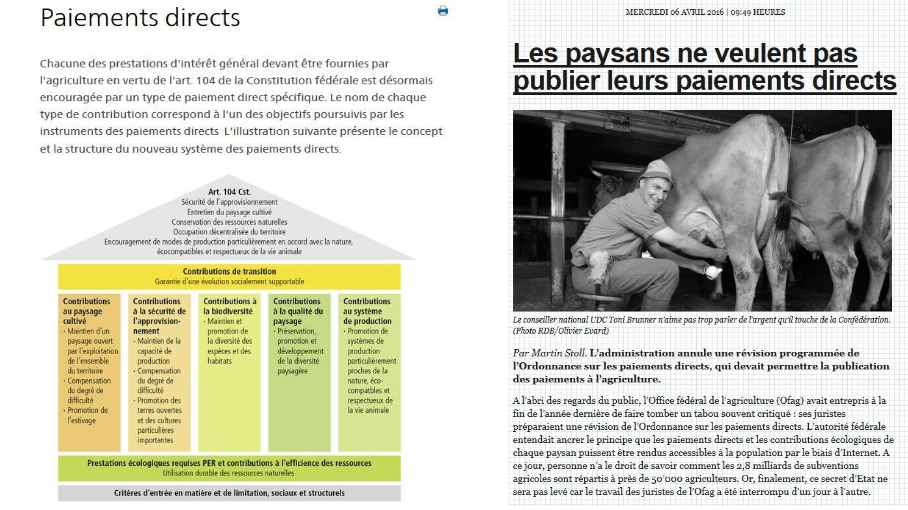 Paiements directs
Chacune des prestations d'intérêt général devant être fournies par
l'agriculture en vertu de l'art. 104 de la Constitution fédérale est désormais
encouragée par un type de paiement direct spécifique. Le nom de chaque
type de contribution correspond à l'un des objectifs poursuivis par les
instruments des paiements directs L'illustration suivante présente le concept
et la structure du nouveau système des paiements directs.
Art. 104 Cst.
Sécurité de l'approvisionnement
Entretien du paysage cultivé
Conservation des ressources naturelles
Occupation décentralisée du territoire
Encouragement de modes de production particulièrement en accord avec la nature,
écocompatibles et respectueux de la vie animale
Contributions de transition
Garantie d'une évolution socialement supportable
Contributions
au paysage
cultivé
· Maintien d'un
paysage ouvert
par l'exploitation
de l'ensemble
du territoire
· Compensation
du degré de
difficulté
· Promotion de
l'estivage
Contributions
à la sécurité de
l'approvision-
nement
· Maintien de la
capacité de
production
· Compensation
du degré de
difficulté
· Promotion des
terres ouvertes
et des cultures
particulières
importantes
Contributions à
la biodiversité
· Maintien et
promotion de
la diversité des
espèces et des
habitats
Contributions
à la qualité du
paysage
· Préservation,
promotion et
développement
de la diversité
paysagère
Contributions
au système
de production
· Promotion de
systèmes de
production
particulièrement
proches de la
nature, éco-
compatibles et
respectueux de
la vie animale
Prestations écologiques requises PER et contributions à l'efficience des ressources
Utilisation durable des ressources naturelles
Critères d'entrée en matière et de limitation, sociaux et structurels
MERCREDI 06 AVRIL 2016 | 09:49 HEURES
Les paysans ne veulent pas
publier leurs paiements directs
Le conseiller national UDC Toni Brunner n'aime pas trop parler de l'argent qu'il touche de la Confédération.
(Photo RDB/Olivier Evard)
Par Martin Stoll. L'administration annule une révision programmée de
l'Ordonnance sur les paiements directs, qui devait permettre la publication
des paiements à l'agriculture.
A l'abri des regards du public, l'Office fédéral de l'agriculture (Ofag) avait entrepris à la
fin de l'année dernière de faire tomber un tabou souvent critiqué : ses juristes
préparaient une révision de l'Ordonnance sur les paiements directs. L'autorité fédérale
entendait ancrer le principe que les paiements directs et les contributions écologiques de
chaque paysan puissent être rendus accessibles à la population par le biais d'Internet. A
ce jour, personne n'a le droit de savoir comment les 2,8 milliards de subventions
agricoles sont répartis à près de 50'000 agriculteurs. Or, finalement, ce secret d'Etat ne
sera pas levé car le travail des juristes de l'Ofag a été interrompu d'un jour à l'autre.